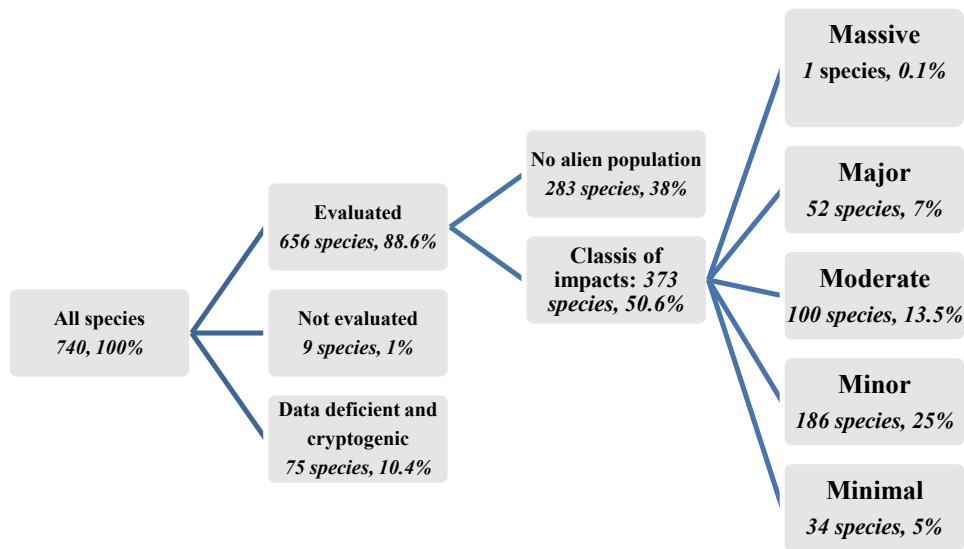 All species
740, 100%
Evaluated
656 species, 88.6%
Not evaluated
9 species, 1%
Data deficient and
cryptogenic
75 species, 10.4%
No alien population
283 species, 38%
Classis of
impacts: 373
species, 50.6%
Massive
1 species, 0.1%
Major
52 species, 7%
Moderate
100 species, 13.5%
Minor
186 species, 25%
Minimal
34 species, 5%